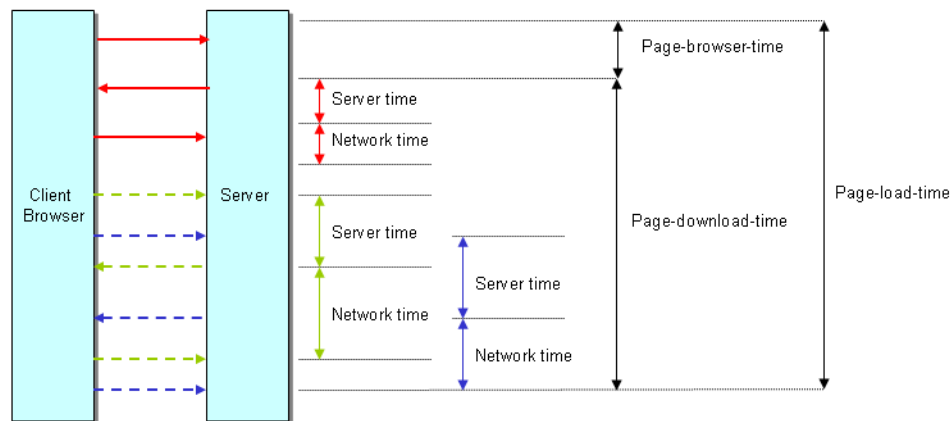 Page-browser-time
Server time
Network time
Client
Browser
Server
Page-load-time
Page-download-time
Server time
Server time
Network time
Network time